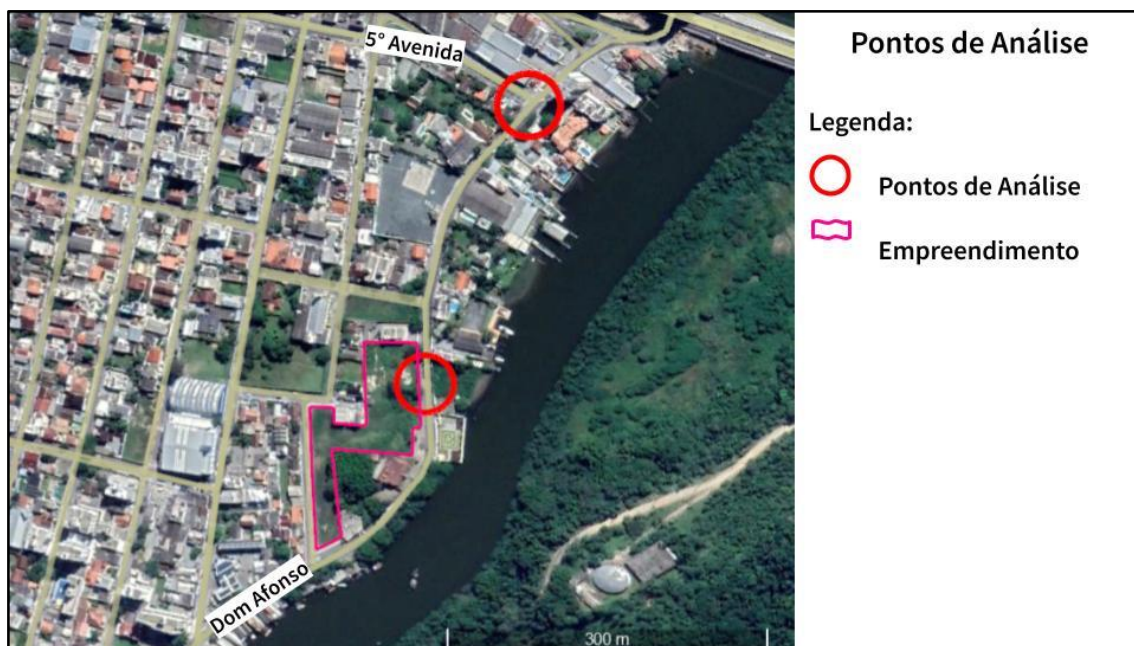 5° Avenida
Dom Afonso
300 m
Pontos de Análise
Legenda:
Pontos de Análise
Empreendimento